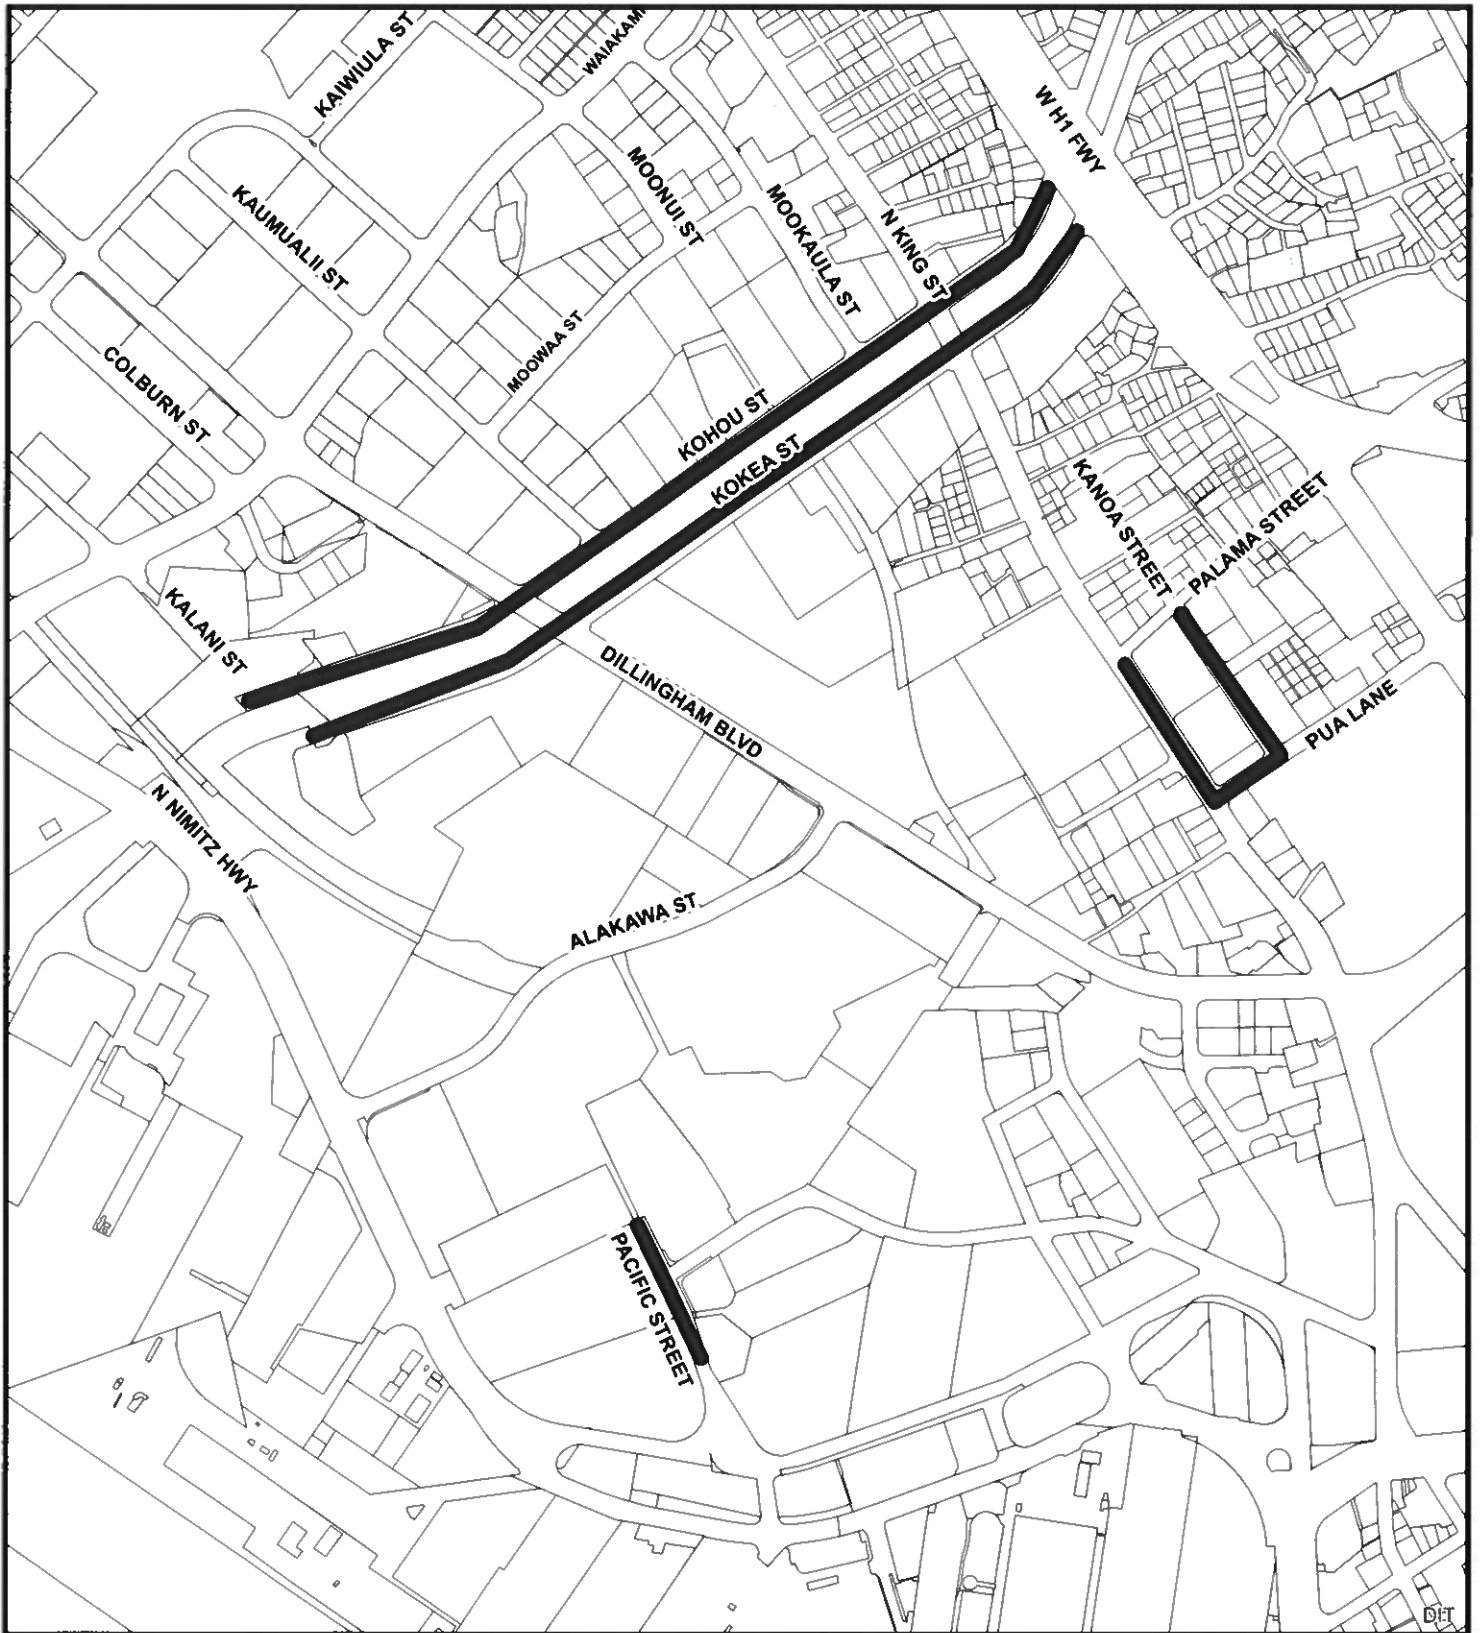 KAIWIULA ST
WAIAKAMI
W H1 FWY
MOONUI ST
MOOKAULA ST
N KING ST
KAUMUALII ST
MOOWAA ST
COLBURN ST
KOHOU ST
KOKEA ST
KANOA STREET
PALAMA STREET
KALANI ST
DILLINGHAM BLVD
PUA LANE
N NIMITZ HWY
ALAKAWA ST
PACIFIC STREET
DIT